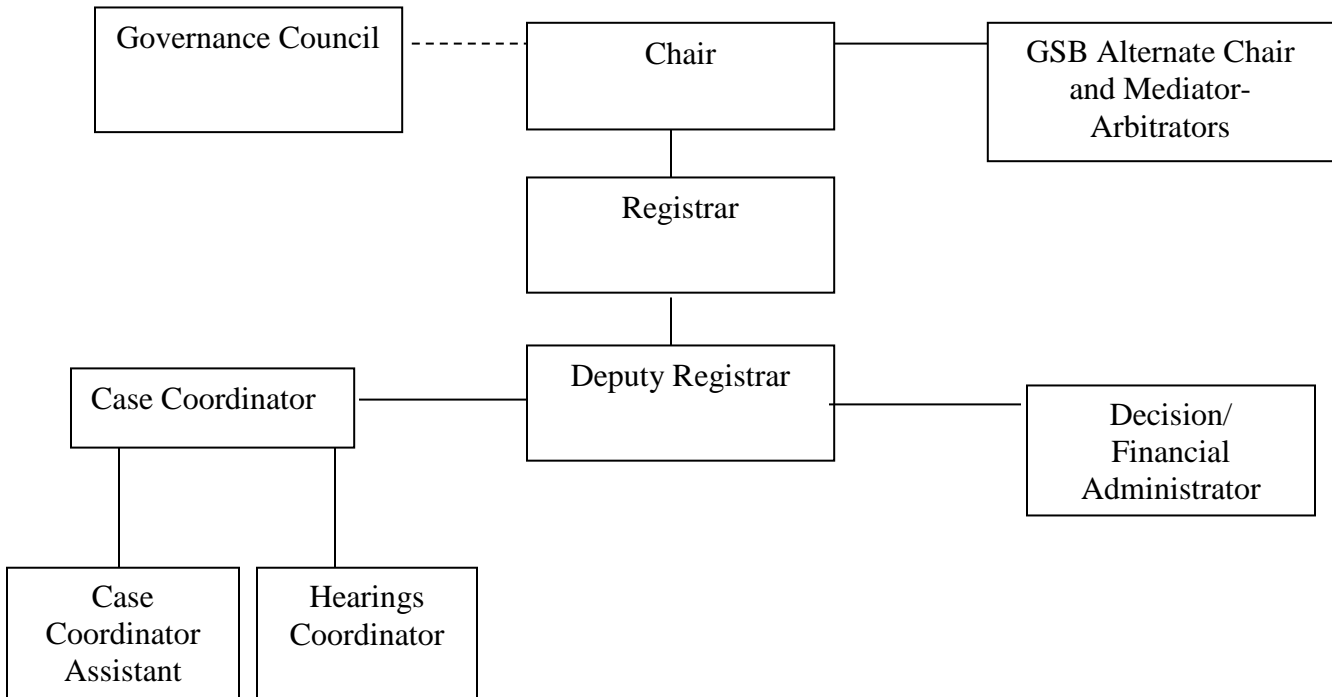 Governance Council
Chair
GSB Alternate Chair
and Mediator-
Arbitrators
Registrar
Deputy Registrar
Case Coordinator
Decision/
Financial
Administrator
Case
Coordinator
Assistant
Hearings
Coordinator